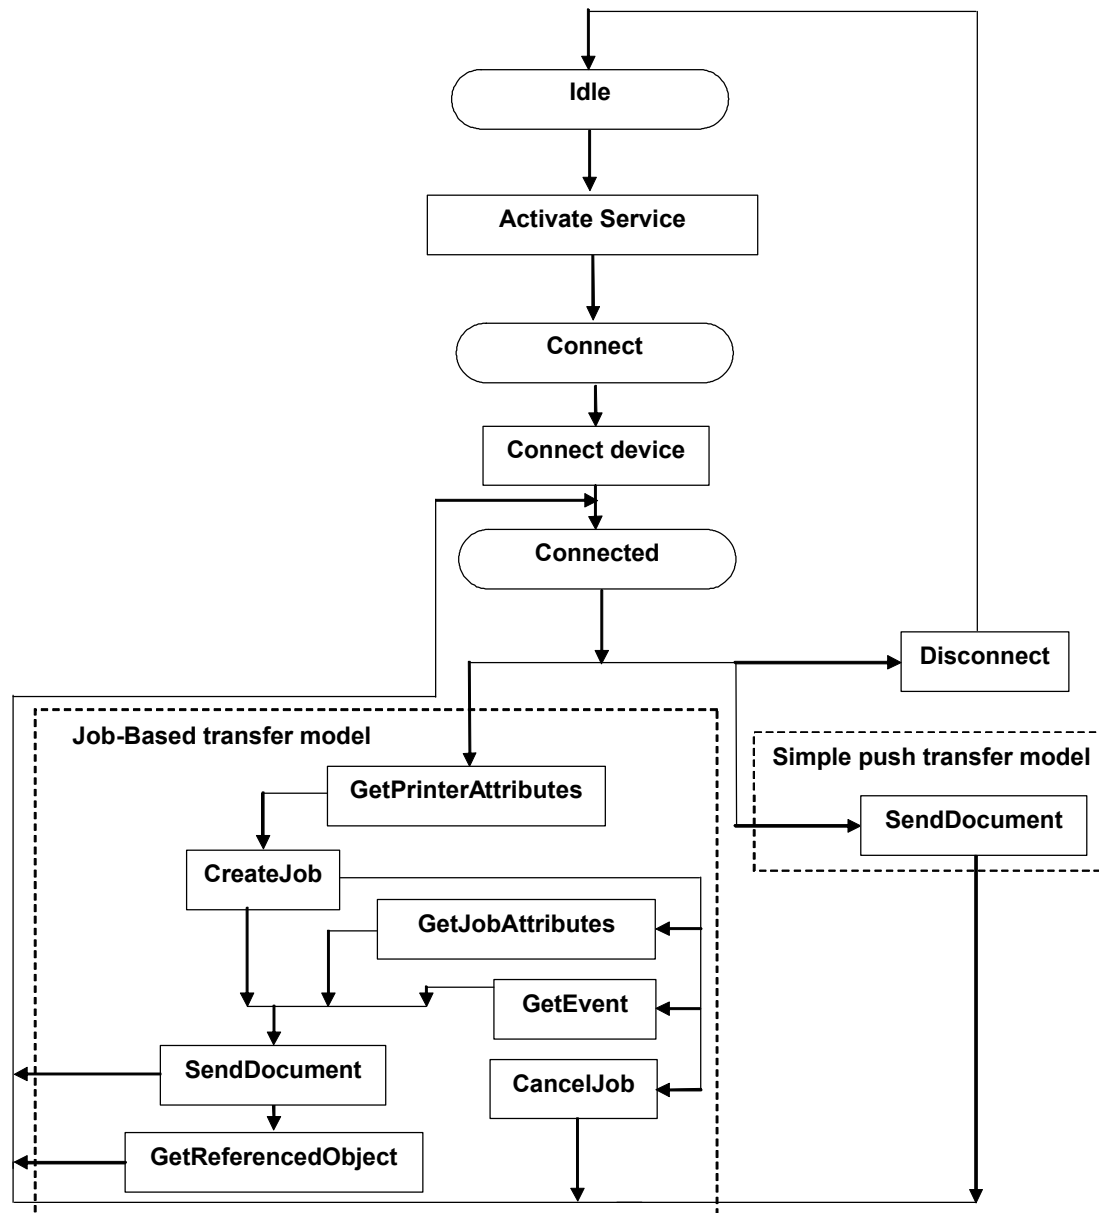 Idle
Activate Service
Connect
Connect device
Connected
Disconnect
Job-Based transfer model
Simple push transfer model
GetPrinterAttributes
SendDocument
CreateJob
GetJobAttributes
GetEvent
SendDocument
CancelJob
GetReferencedObject